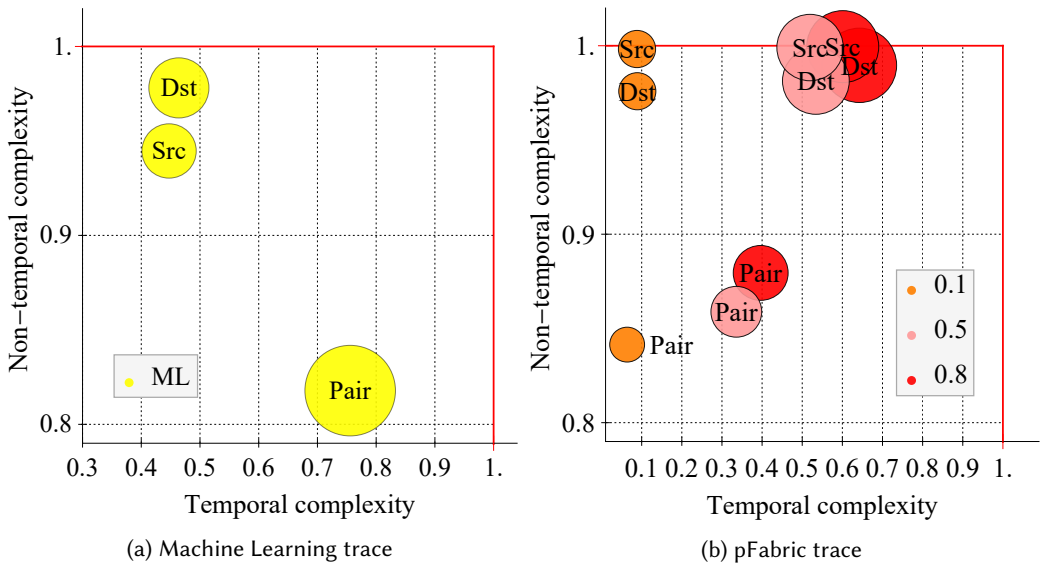 Non−temporal complexity
1.
0.9
0.8
Dst
Src
Pair
ML
0.3 0.4 0.5 0.6 0.7 0.8 0.9 1.
Temporal complexity
(a) Machine Learning trace
Non−temporal complexity
1.
0.9
0.8
Src
Dst
Src
Src
Dst
Dst
Pair
Pair
Pair
0.1
0.5
0.8
0.1 0.2 0.3 0.4 0.5 0.6 0.7 0.8 0.9 1.
Temporal complexity
(b) pFabric trace